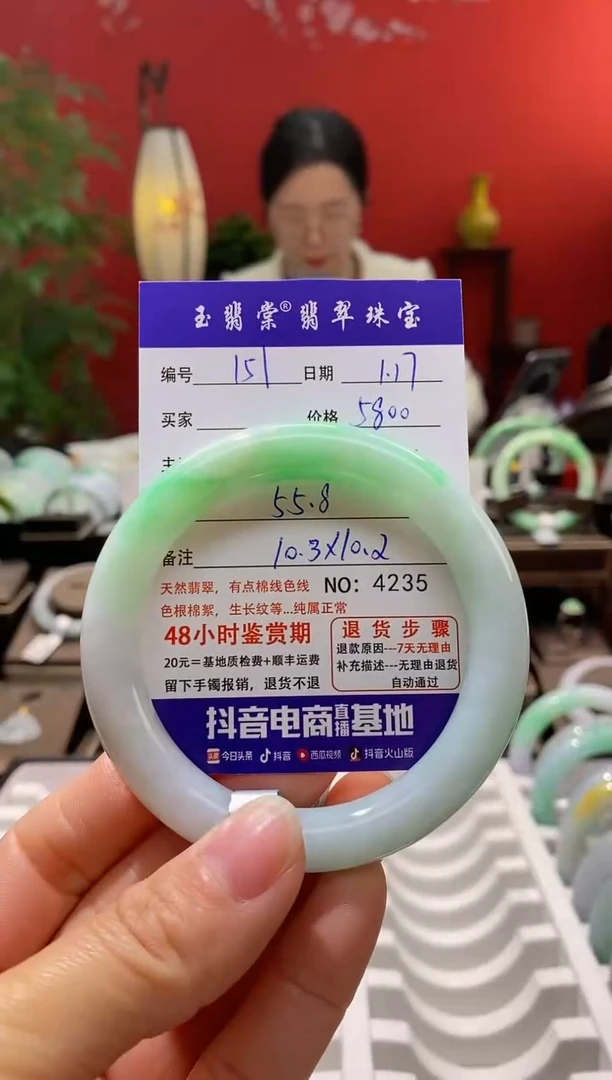 玉翡棠®翡翠珠宝
编号 151 日期 1.17
买家 价格 5800
55.8
备注 10.3X10.2
天然翡翠，有点棉线色线 NO: 4235
色根棉絮，生长纹等...纯属正常
48小时鉴赏期
20元=基地质检费+顺丰运费
留下手镯报销，退货不退
退货步骤
退款原因---7天无理由
补充描述---无理由退货
自动通过
抖音电商直播基地
头条 今日头条 抖音 西瓜视频 抖音火山版